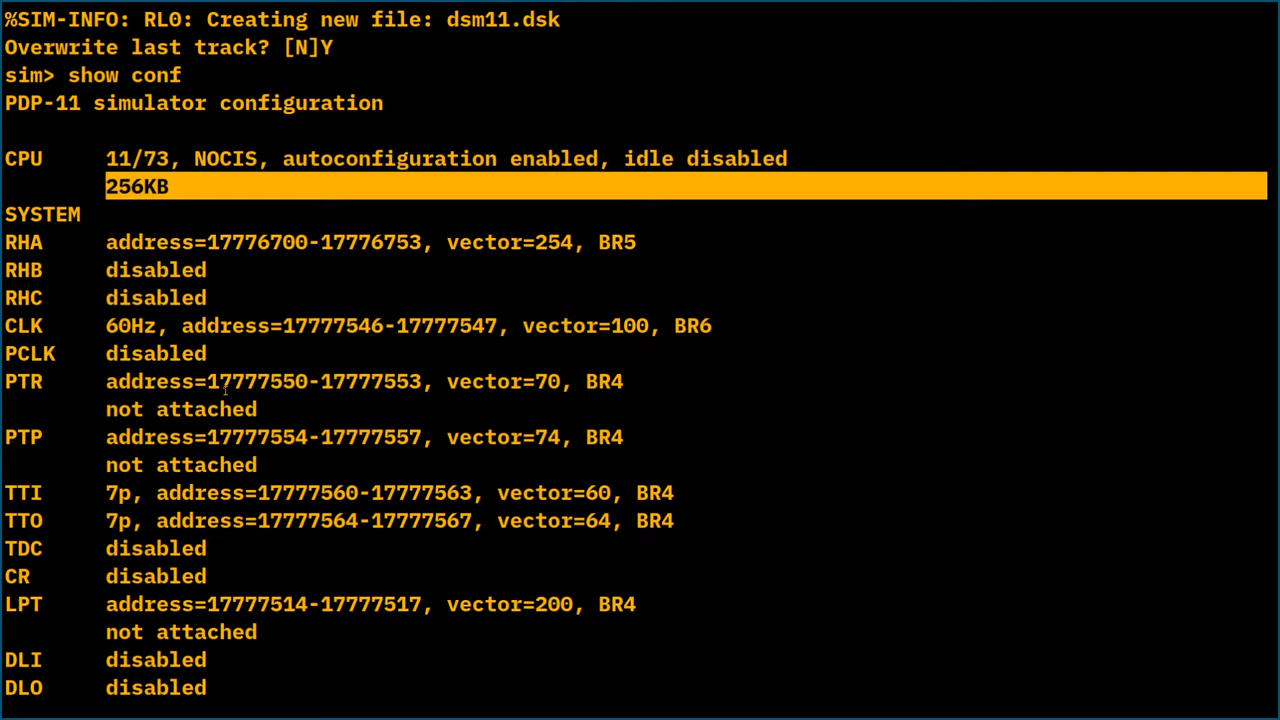 %SIM-INFO: RL0: Creating new file: dsm11.dsk
Overwrite last track? [N]Y
sim> show conf
PDP-11 simulator configuration
CPU 11/73, NOCIS, autoconfiguration enabled, idle disabled
256KB
SYSTEM
RHA address=17776700-17776753, vector=254, BR5
RHB disabled
RHC disabled
CLK 60Hz, address=17777546-17777547, vector=100, BR6
PCLK disabled
PTR address=17777550-17777553, vector=70, BR4
not attached
PTP address=17777554-17777557, vector=74, BR4
not attached
TTI 7p, address=17777560-17777563, vector=60, BR4
TTO 7p, address=17777564-17777567, vector=64, BR4
TDC disabled
CR disabled
LPT address=17777514-17777517, vector=200, BR4
not attached
DLI disabled
DLO disabled